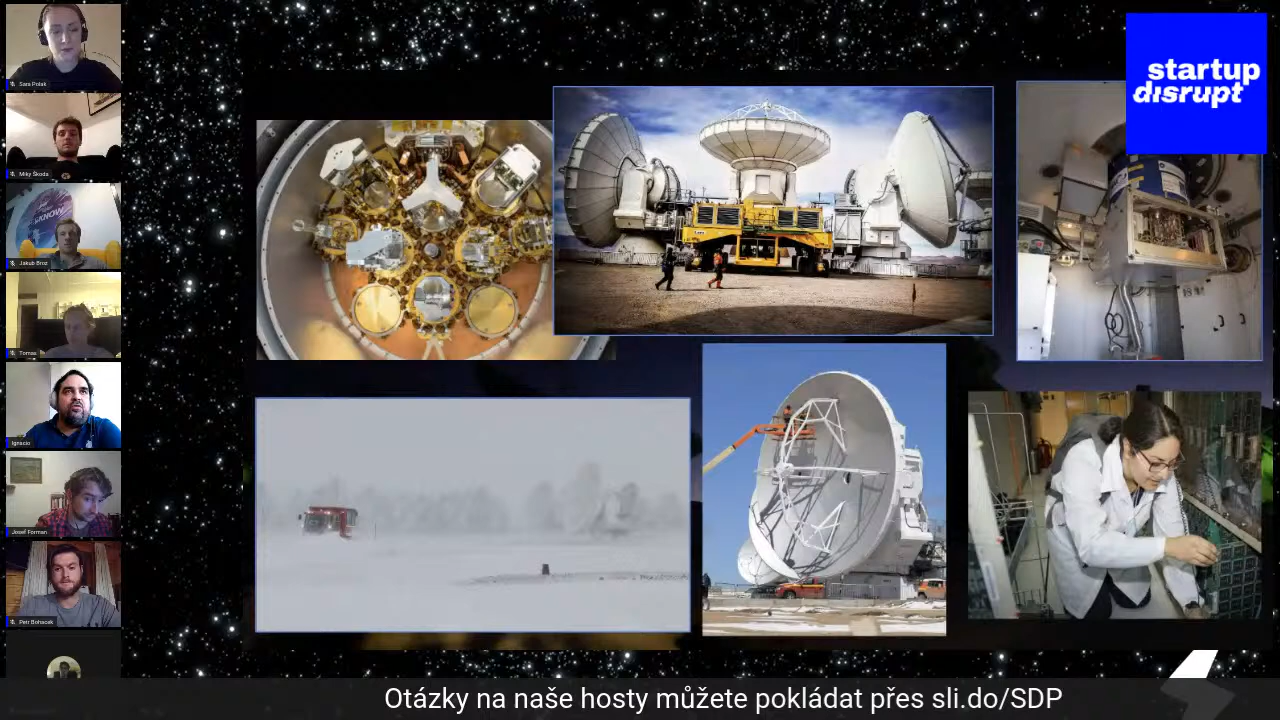 Sara Polak
Miky Škoda
Jakub Brož
Tomas
Ignacio
Josef Forman
Petr Bohacek
startup
disrupt
Otázky na naše hosty můžete pokládat přes sli.do/SDP